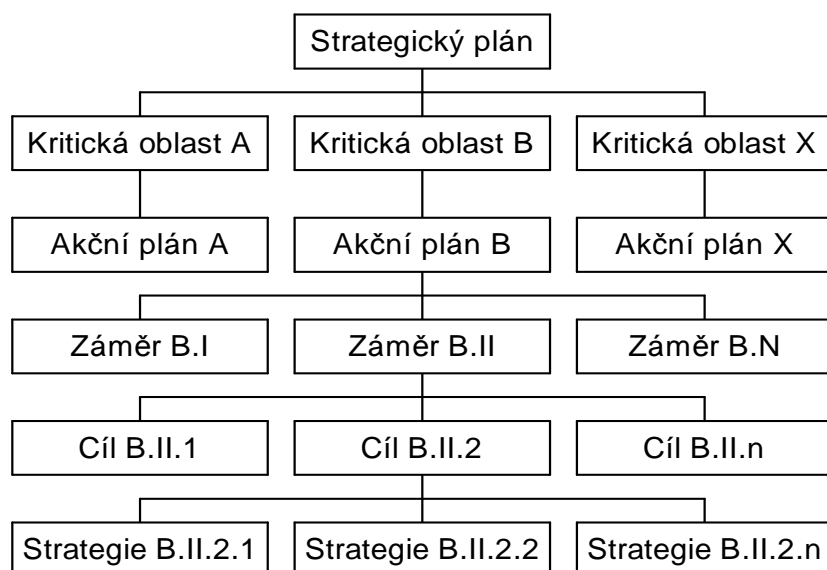 Strategický plán
Kritická oblast A
Kritická oblast B
Kritická oblast X
Akční plán A
Akční plán B
Akční plán X
Záměr B.I
Záměr B.II
Záměr B.N
Cíl B.II.1
Cíl B.II.2
Cíl B.II.n
Strategie B.II.2.1
Strategie B.II.2.2
Strategie B.II.2.n